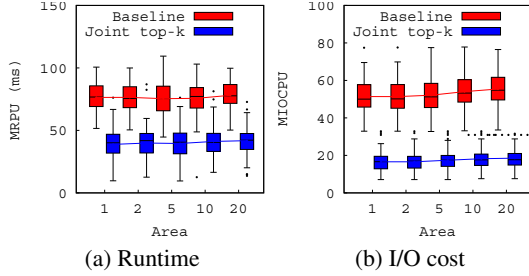 150
Baseline
Joint top-k
100
50
0
MRPU (ms)
1 2 5 10 20
Area
(a) Runtime
100
Baseline
Joint top-k
80
60
40
20
0
MIOCPU
1 2 5 10 20
Area
(b) I/O cost